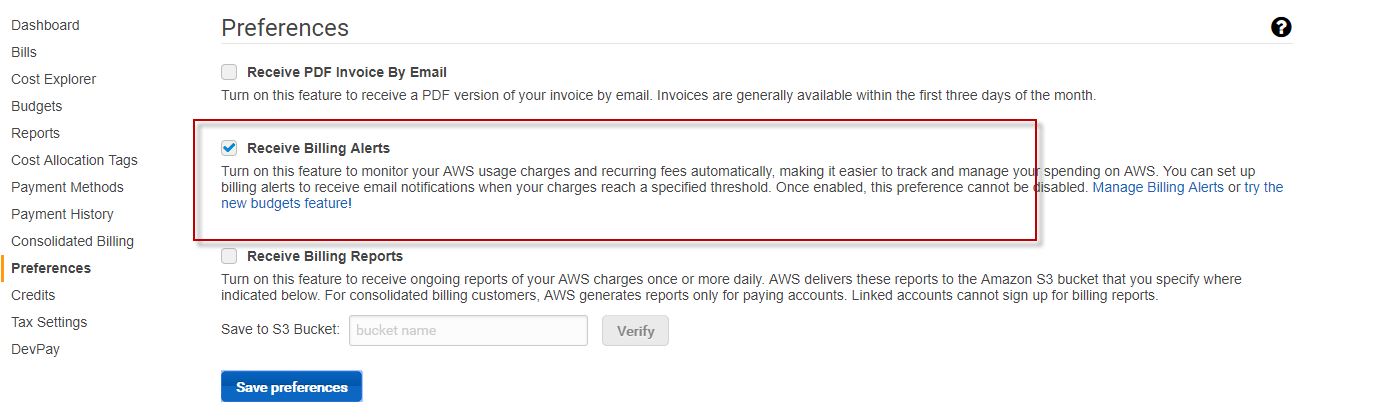 Dashboard
Bills
Cost Explorer
Budgets
Reports
Cost Allocation Tags
Payment Methods
Payment History
Consolidated Billing
Preferences
Credits
Tax Settings
DevPay
Preferences
?
Receive PDF Invoice By Email
Turn on this feature to receive a PDF version of your invoice by email. Invoices are generally available within the first three days of the month.
Receive Billing Alerts
Turn on this feature to monitor your AWS usage charges and recurring fees automatically, making it easier to track and manage your spending on AWS. You can set up
billing alerts to receive email notifications when your charges reach a specified threshold. Once enabled, this preference cannot be disabled. Manage Billing Alerts or try the
new budgets feature!
Receive Billing Reports
Turn on this feature to receive ongoing reports of your AWS charges once or more daily. AWS delivers these reports to the Amazon S3 bucket that you specify where
indicated below. For consolidated billing customers, AWS generates reports only for paying accounts. Linked accounts cannot sign up for billing reports.
Save to S3 Bucket: bucket name Verify
Save preferences